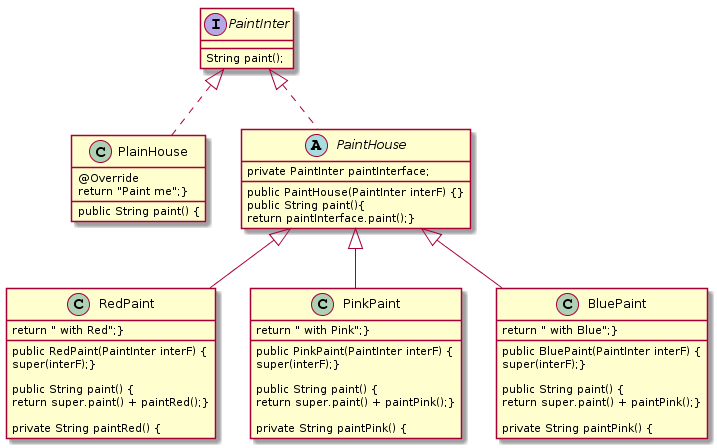 I PaintInter
String paint();
C PlainHouse
@Override
return "Paint me";}
public String paint() {
A PaintHouse
private PaintInter paintInterface;
public PaintHouse(PaintInter interF) {}
public String paint(){
return paintInterface.paint();}
C RedPaint
return " with Red";}
public RedPaint(PaintInter interF) {
super(interF);}
public String paint() {
return super.paint() + paintRed();}
private String paintRed() {
C PinkPaint
return " with Pink";}
public PinkPaint(PaintInter interF) {
super(interF);}
public String paint() {
return super.paint() + paintPink();}
private String paintPink() {
C BluePaint
return " with Blue";}
public BluePaint(PaintInter interF) {
super(interF);}
public String paint() {
return super.paint() + paintPink();}
private String paintPink() {